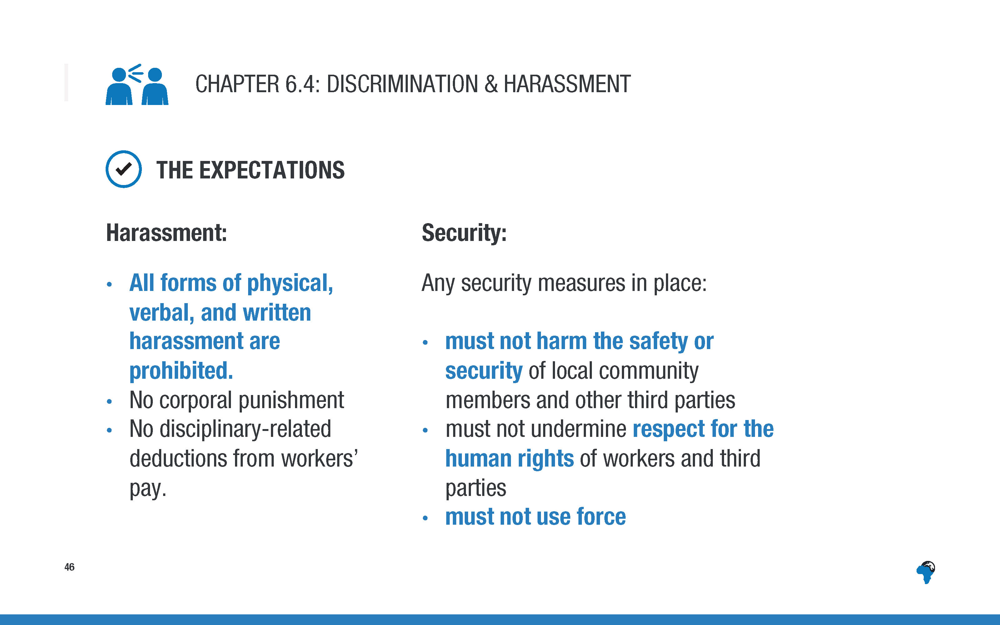 CHAPTER 6.4: DISCRIMINATION & HARASSMENT
THE EXPECTATIONS
Harassment:
• All forms of physical,
verbal, and written
harassment are
prohibited.
• No corporal punishment
• No disciplinary-related
deductions from workers’
pay.
Security:
Any security measures in place:
• must not harm the safety or
security of local community
members and other third parties
• must not undermine respect for the
human rights of workers and third
parties
• must not use force
46